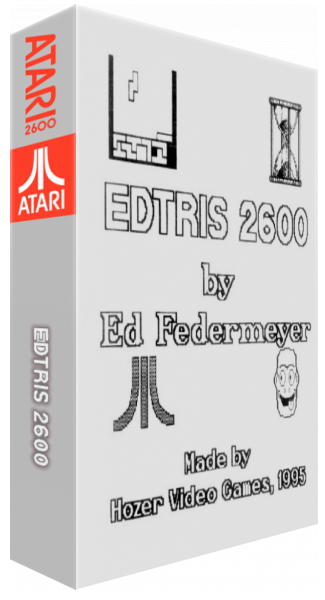 ATARI
2600
ATARI
EDTRIS 2600
EDTRIS 2600
by
Ed Federmeyer
Made by
Hozer Video Games, 1995